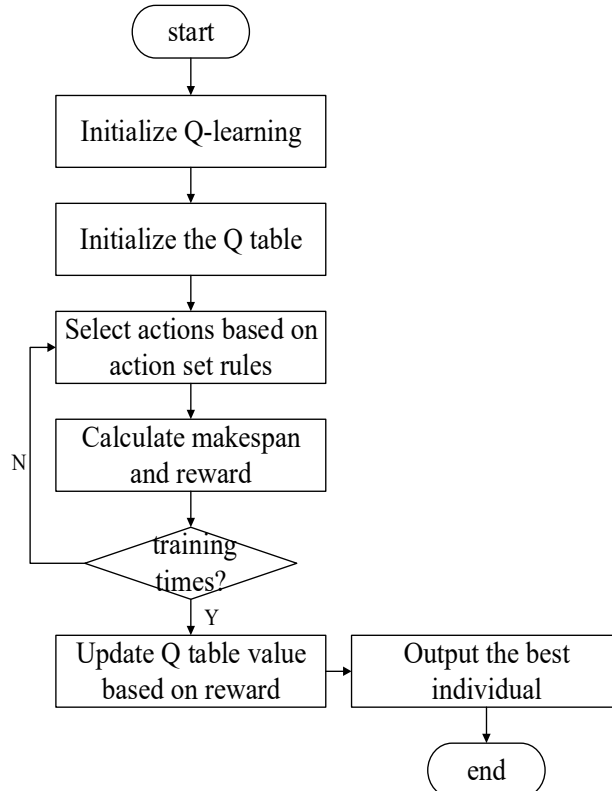 start
Initialize Q-learning
Initialize the Q table
Select actions based on
action set rules
Calculate makespan
and reward
N
training
times?
Y
Update Q table value
based on reward
Output the best
individual
end